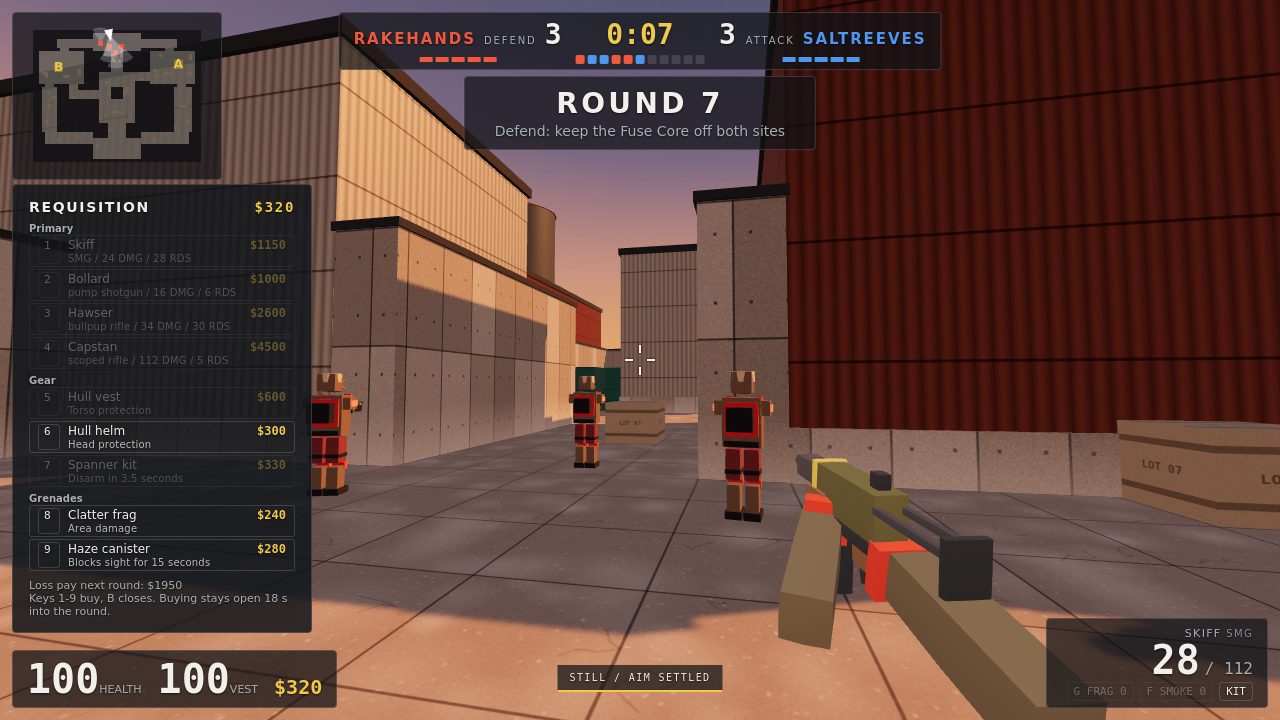 B
A
RAKEHANDS DEFEND 3 0:07 3 ATTACK SALTREEVES
ROUND 7
Defend: keep the Fuse Core off both sites
REQUISITION $320
Primary
1 Skiff $1150
SMG / 24 DMG / 28 RDS
2 Bollard $1000
pump shotgun / 16 DMG / 6 RDS
3 Hawser $2600
bullpup rifle / 34 DMG / 30 RDS
4 Capstan $4500
scoped rifle / 112 DMG / 5 RDS
Gear
5 Hull vest $600
Torso protection
6 Hull helm $300
Head protection
7 Spanner kit $330
Disarm in 3.5 seconds
Grenades
8 Clatter frag $240
Area damage
9 Haze canister $280
Blocks sight for 15 seconds
Loss pay next round: $1950
Keys 1-9 buy, B closes. Buying stays open 18 s
into the round.
LOT 07
LOT 07
LO
100 HEALTH 100 VEST $320
STILL / AIM SETTLED
SKIFF SMG
28 / 112
G FRAG 0 F SMOKE 0 KIT